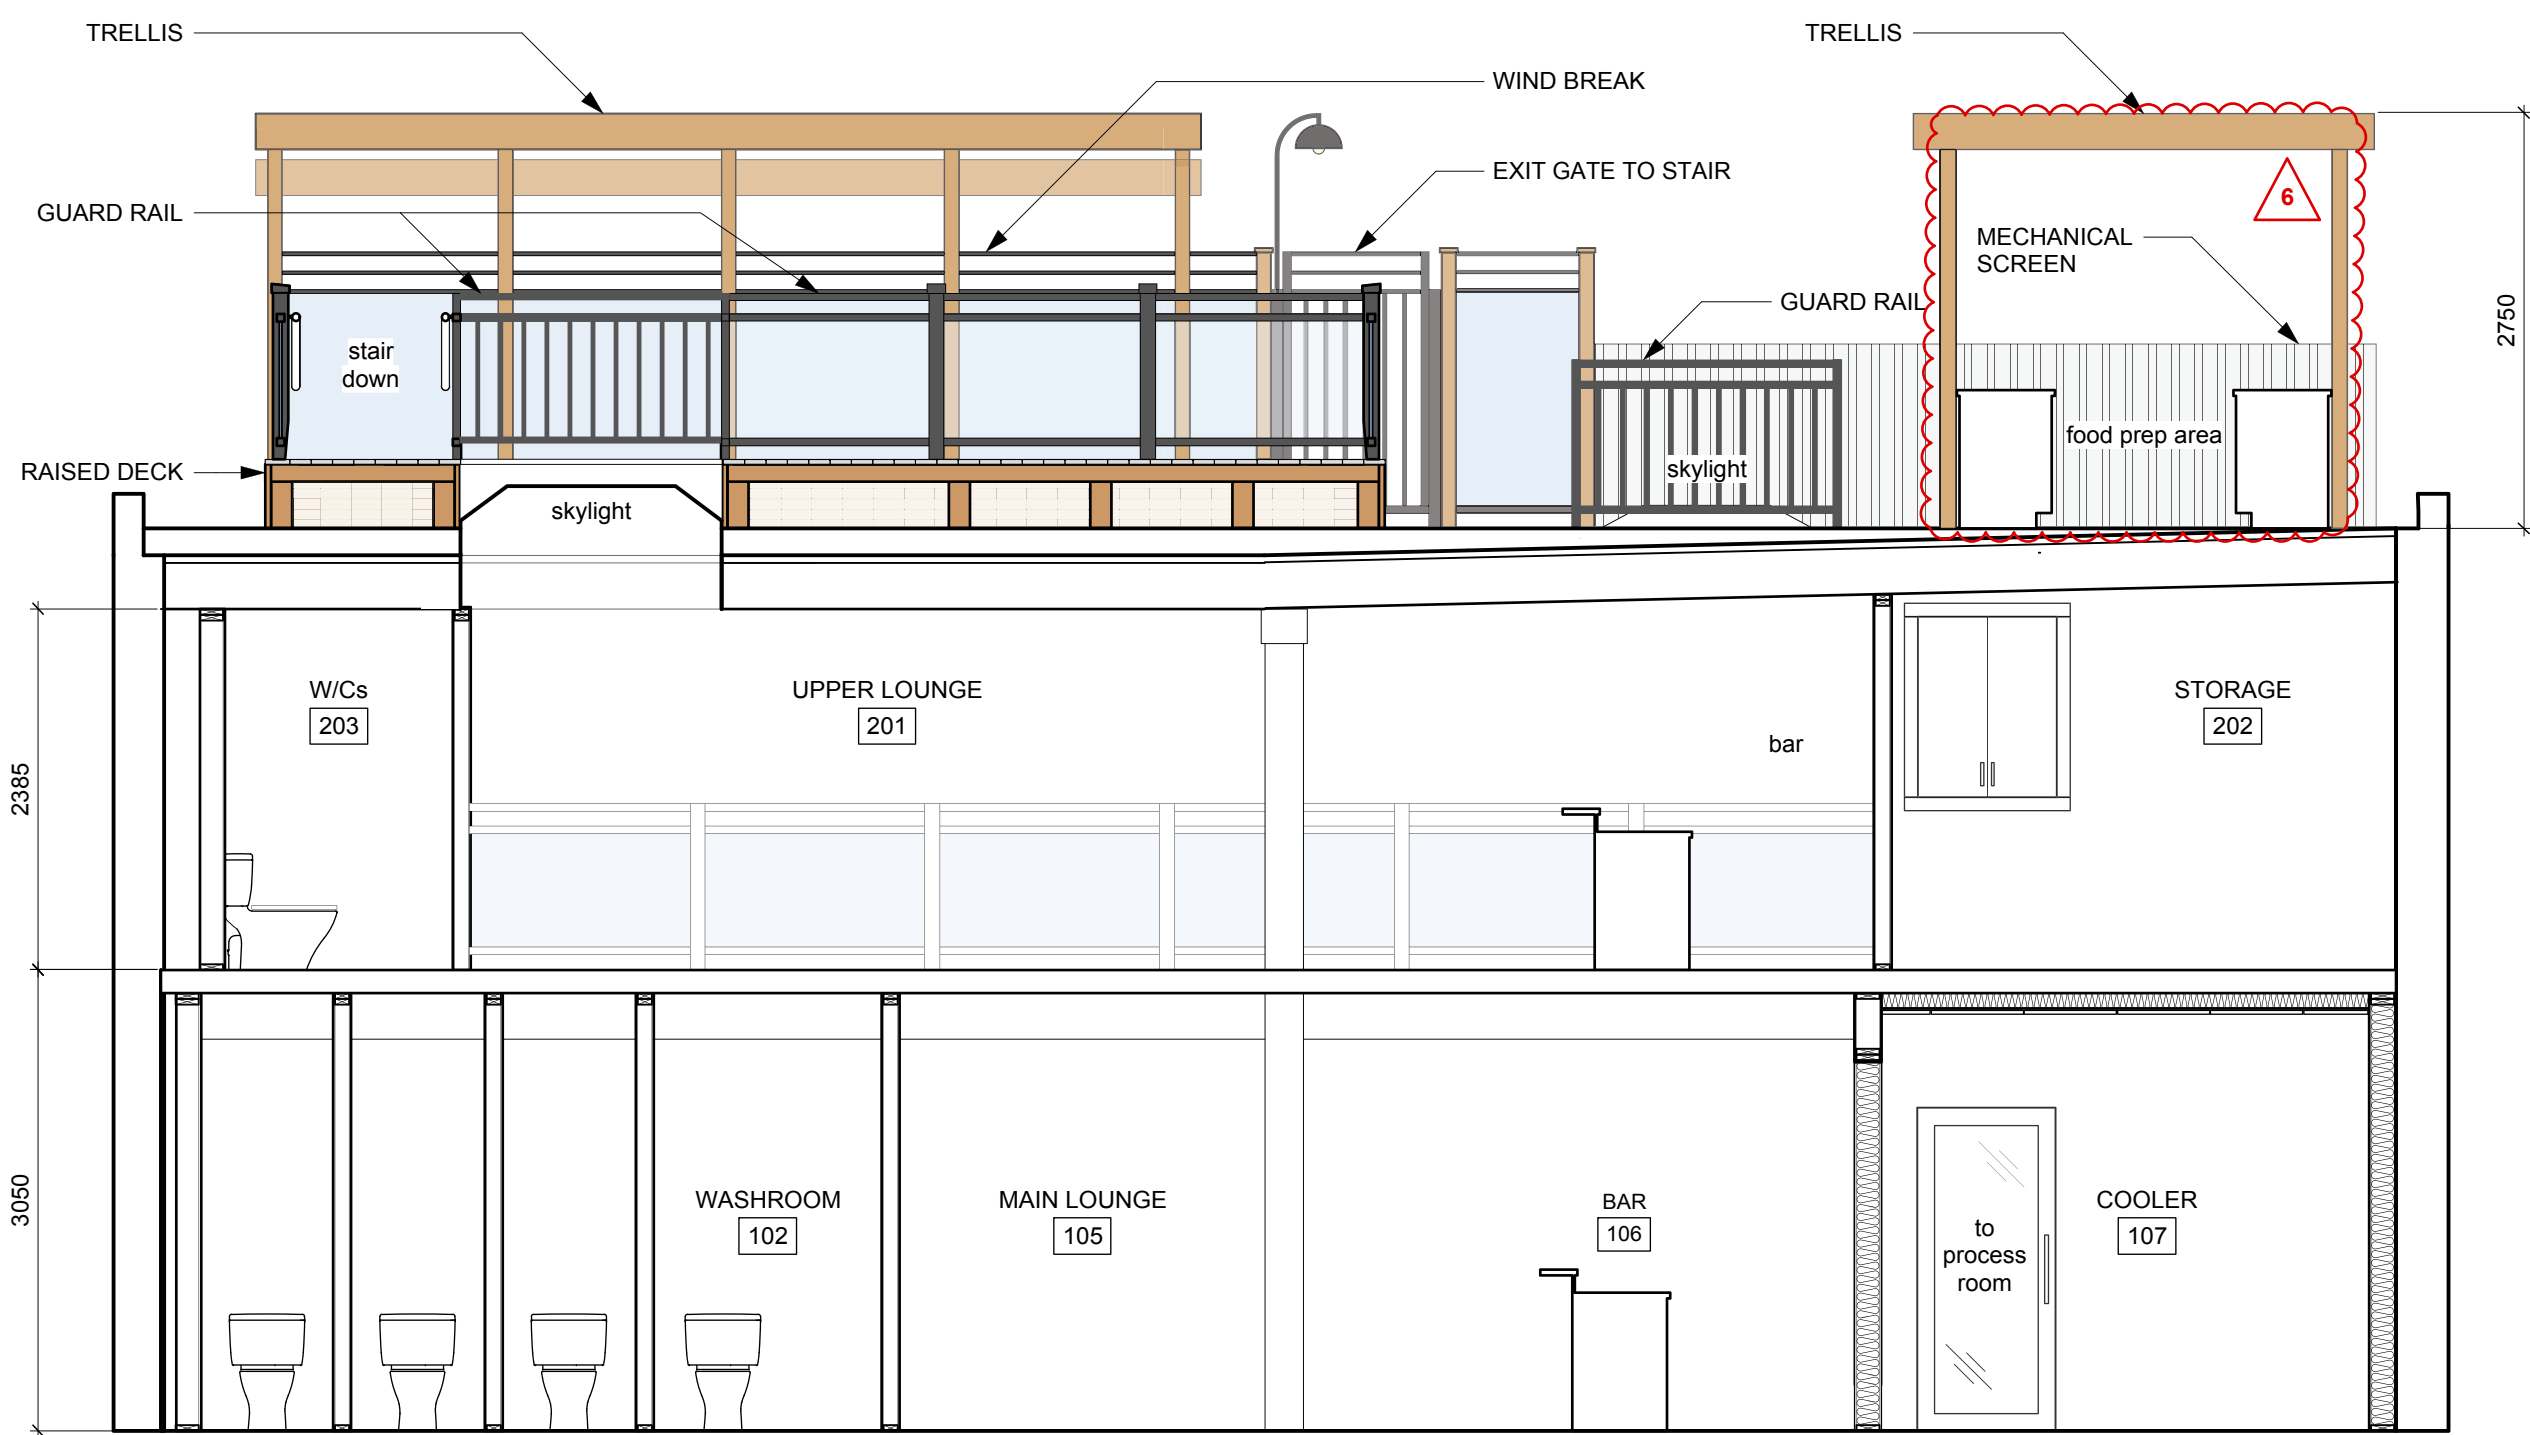 TRELLIS
TRELLIS
WIND BREAK
EXIT GATE TO STAIR
6
GUARD RAIL
MECHANICAL
SCREEN
GUARD RAIL
2750
stair
down
food prep area
RAISED DECK
skylight
skylight
W/Cs
203
UPPER LOUNGE
201
STORAGE
202
bar
2385
WASHROOM
102
MAIN LOUNGE
105
BAR
106
COOLER
107
3050
to
process
room